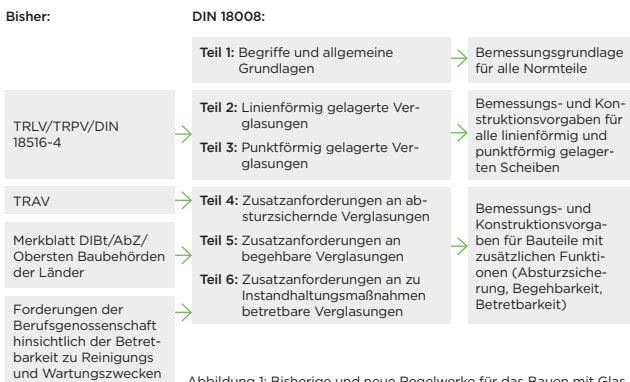 Bisher:
DIN 18008:
Teil 1: Begriffe und allgemeine
Grundlagen
Bemessungsgrundlage
für alle Normteile
TRLV/TRPV/DIN
18516-4
Teil 2: Linienförmig gelagerte Ver-
glasungen
Teil 3: Punktförmig gelagerte Ver-
glasungen
Bemessungs- und Kon-
struktionsvorgaben für
alle linienförmig und
punktförmig gelager-
ten Scheiben
TRAV
Merkblatt DIBt/AbZ/
Obersten Baubehörden
der Länder
Forderungen der
Berufsgenossenschaft
hinsichtlich der Betret-
barkeit zu Reinigungs
und Wartungszwecken
Teil 4: Zusatzanforderungen an ab-
sturzsichernde Verglasungen
Teil 5: Zusatzanforderungen an
begehbare Verglasungen
Teil 6: Zusatzanforderungen an zu
Instandhaltungsmaßnahmen
betretbare Verglasungen
Bemessungs- und
Konstruktionsvorga-
ben für Bauteile mit
zusätzlichen Funkti-
onen (Absturzsiche-
rung, Begehbarkeit,
Betretbarkeit)
Abbildung 1: Bisherige und neue Regelwerke für das Bauen mit Glas